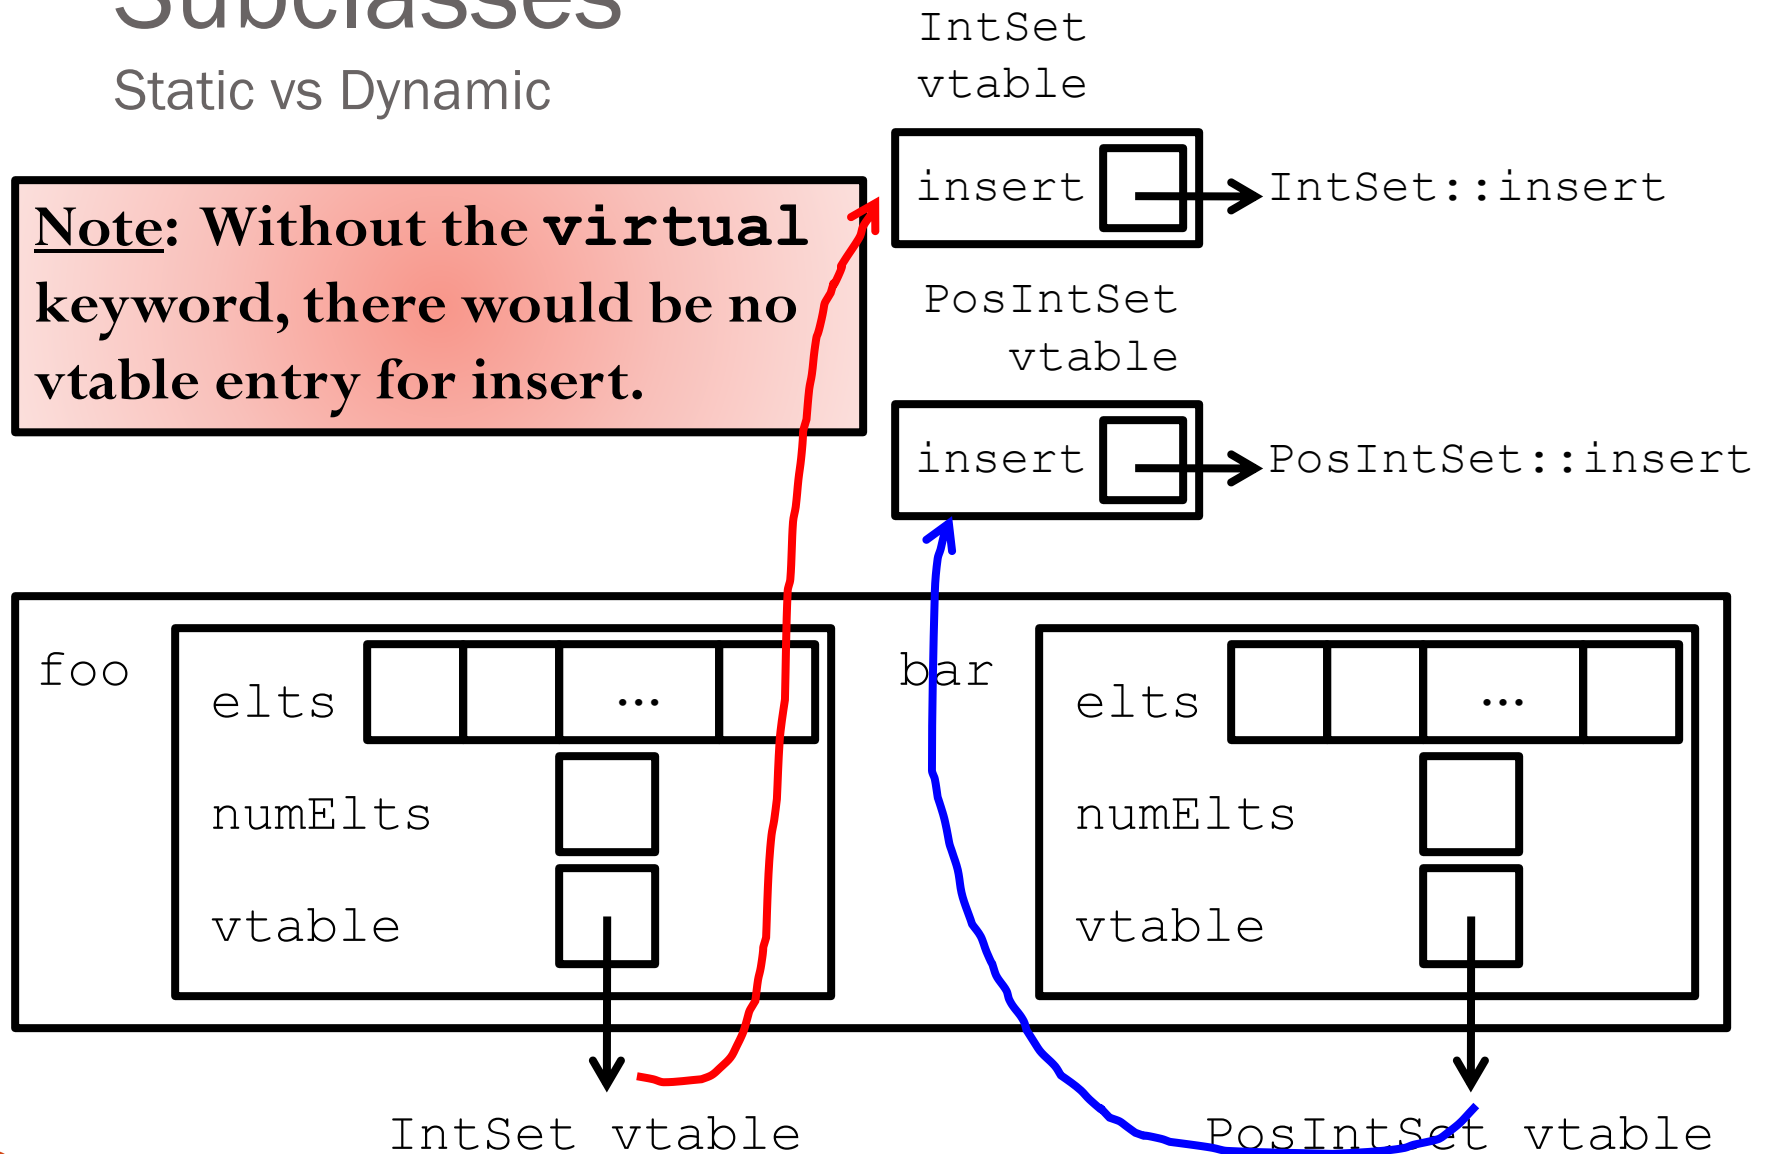 Subclasses
Static vs Dynamic
IntSet
vtable
insert
IntSet::insert
Note: Without the virtual
keyword, there would be no
vtable entry for insert.
PosIntSet
vtable
insert
PosIntSet::insert
foo
elts
...
numElts
vtable
bar
elts
...
numElts
vtable
IntSet vtable
PosIntSet vtable